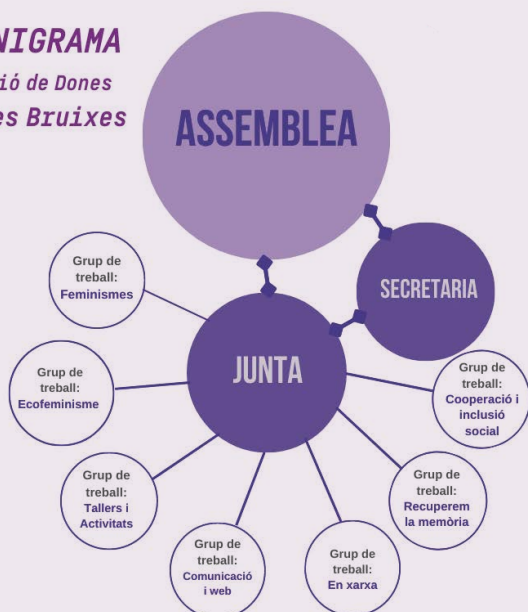 NIGRAMA
ió de Dones
es Bruixes
ASSEMBLEA
SECRETARIA
JUNTA
Grup de
treball:
Feminismes
Grup de
treball:
Ecofeminisme
Grup de
treball:
Tallers i
Activitats
Grup de
treball:
Comunicació
i web
Grup de
treball:
En xarxa
Grup de
treball:
Recuperem
la memòria
Grup de
treball:
Cooperació i
inclusió
social